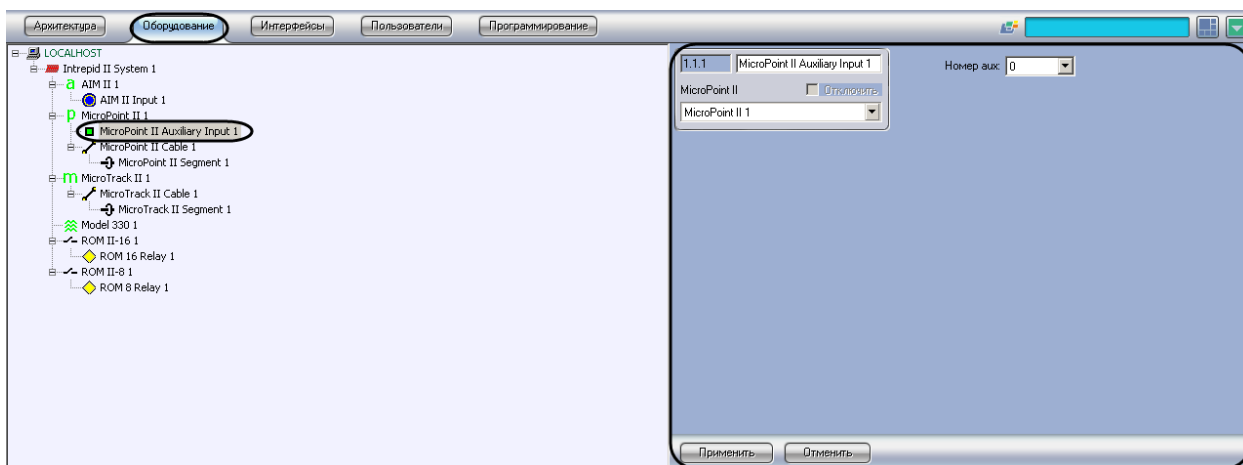 Архитектура Оборудование Интерфейсы Пользователи Программирование
LOCALHOST
Intrepid II System 1
a AIM II 1
AIM II Input 1
p MicroPoint II 1
MicroPoint II Auxiliary Input 1
MicroPoint II Cable 1
MicroPoint II Segment 1
m MicroTrack II 1
MicroTrack II Cable 1
MicroTrack II Segment 1
Model 330 1
ROM II-16 1
ROM 16 Relay 1
ROM II-8 1
ROM 8 Relay 1
1.1.1 MicroPoint II Auxiliary Input 1 Номер aux: 0
MicroPoint II Отключить
MicroPoint II 1
Применить Отменить